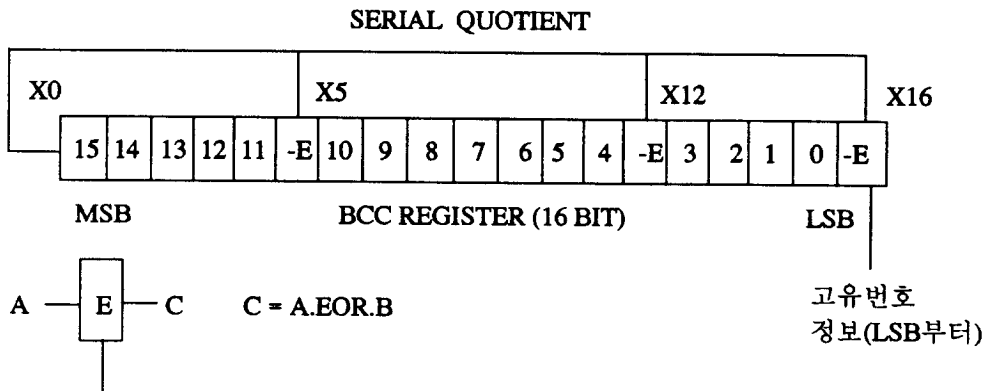 SERIAL QUOTIENT
X0 X5 X12 X16
15 14 13 12 11 -E 10 9 8 7 6 5 4 -E 3 2 1 0 -E
MSB BCC REGISTER (16 BIT) LSB
A E C C = A.EOR.B
고유번호
정보(LSB부터)